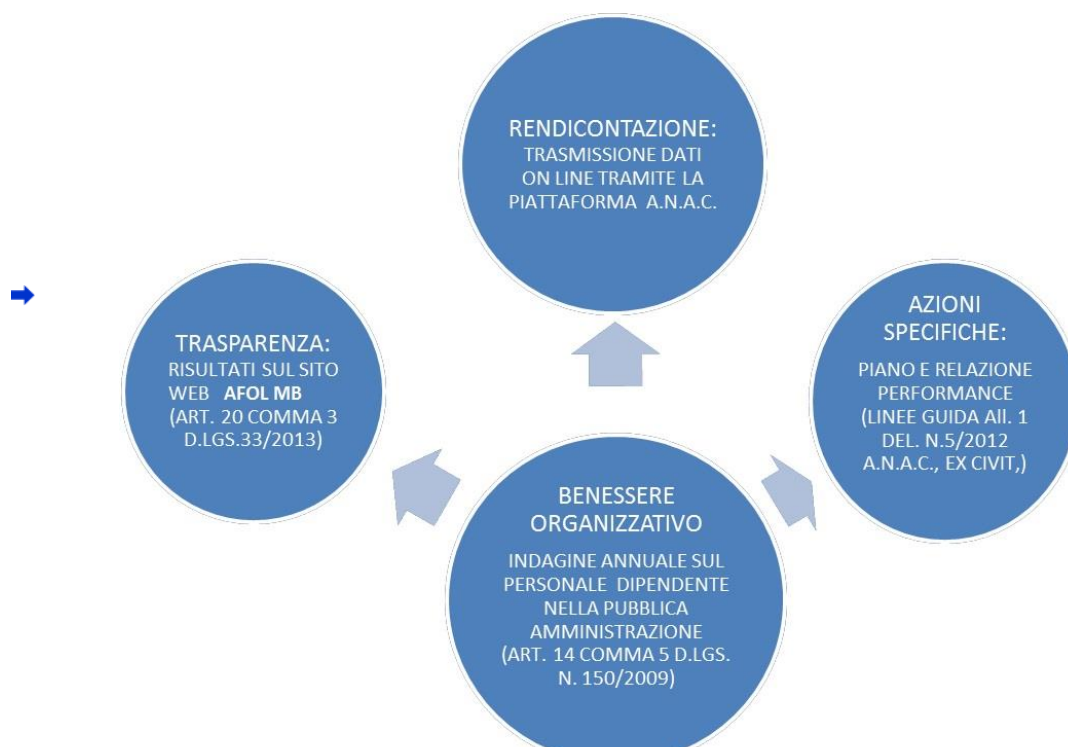 RENDICONTAZIONE:
TRASMISSIONE DATI
ON LINE TRAMITE LA
PIATTAFORMA A.N.A.C.
TRASPARENZA:
RISULTATI SUL SITO
WEB AFOL MB
(ART. 20 COMMA 3
D.LGS.33/2013)
AZIONI
SPECIFICHE:
PIANO E RELAZIONE
PERFORMANCE
(LINEE GUIDA All. 1
DEL. N.5/2012
A.N.A.C., EX CIVIT,)
BENESSERE
ORGANIZZATIVO
INDAGINE ANNUALE SUL
PERSONALE DIPENDENTE
NELLA PUBBLICA
AMMINISTRAZIONE
(ART. 14 COMMA 5 D.LGS.
N. 150/2009)